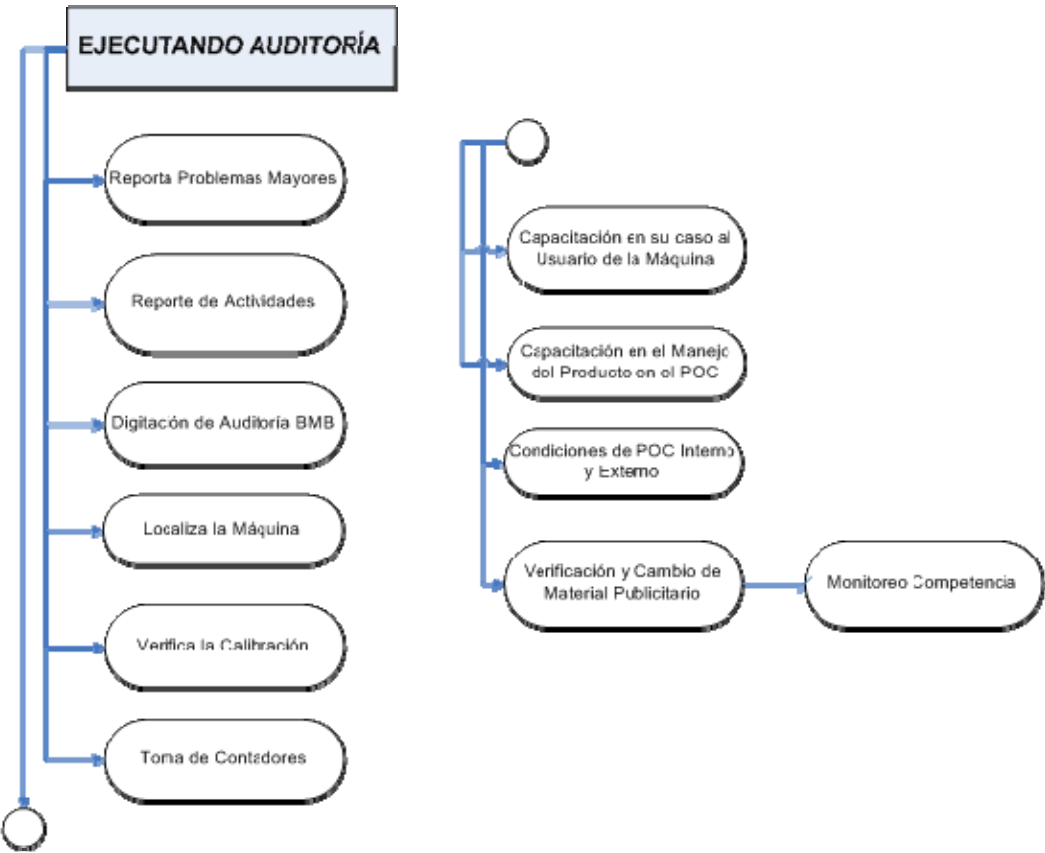 EJECUTANDO AUDITORÍA
Reporta Problemas Mayores
Reporte de Actividades
Digitación de Auditoría BMB
Localiza la Máquina
Verifica la Calibración
Toma de Contadores
Capacitación en su caso al
Usuario de la Máquina
Capacitación en el Manejo
del Producto en el POC
Condiciones de POC Interno
y Externo
Verificación y Cambio de
Material Publicitario
Monitoreo Competencia